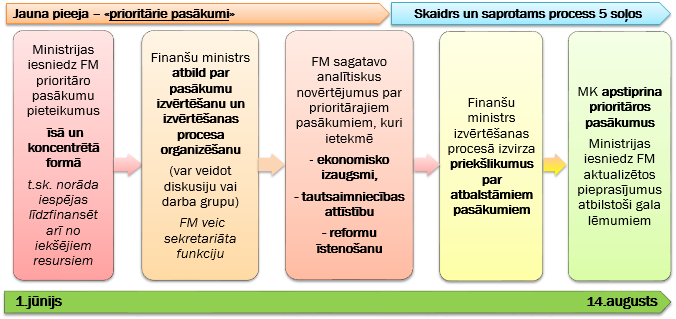 Jauna pieeja – «prioritārie pasākumi»
Skaidrs un saprotams process 5 soļos
Ministrijas
iesniedz FM
prioritāro
pasākumu
pieteikumus
īsā un
koncentrētā
formā
t.sk. norāda
iespējas
līdzfinansēt
arī no
iekšējiem
resursiem
Finanšu ministrs
atbild par
pasākumu
izvērtēšanu un
izvērtēšanas
procesa
organizēšanu
(var veidot
diskusiju vai
darba grupu)
FM veic
sekretariāta
funkciju
FM sagatavo
analītiskus
novērtējumus par
prioritārajiem
pasākumiem, kuri
ietekmē
- ekonomisko
izaugsmi,
- tautsaimniecības
attīstību
- reformu
īstenošanu
Finanšu
ministrs
izvērtēšanas
procesā izvirza
priekšlikumus
par
atbalstāmiem
pasākumiem
MK apstiprina
prioritāros
pasākumus
Ministrijas
iesniedz FM
aktualizētos
pieprasījumus
atbilstoši gala
lēmumiem
1.jūnijs
14.augusts